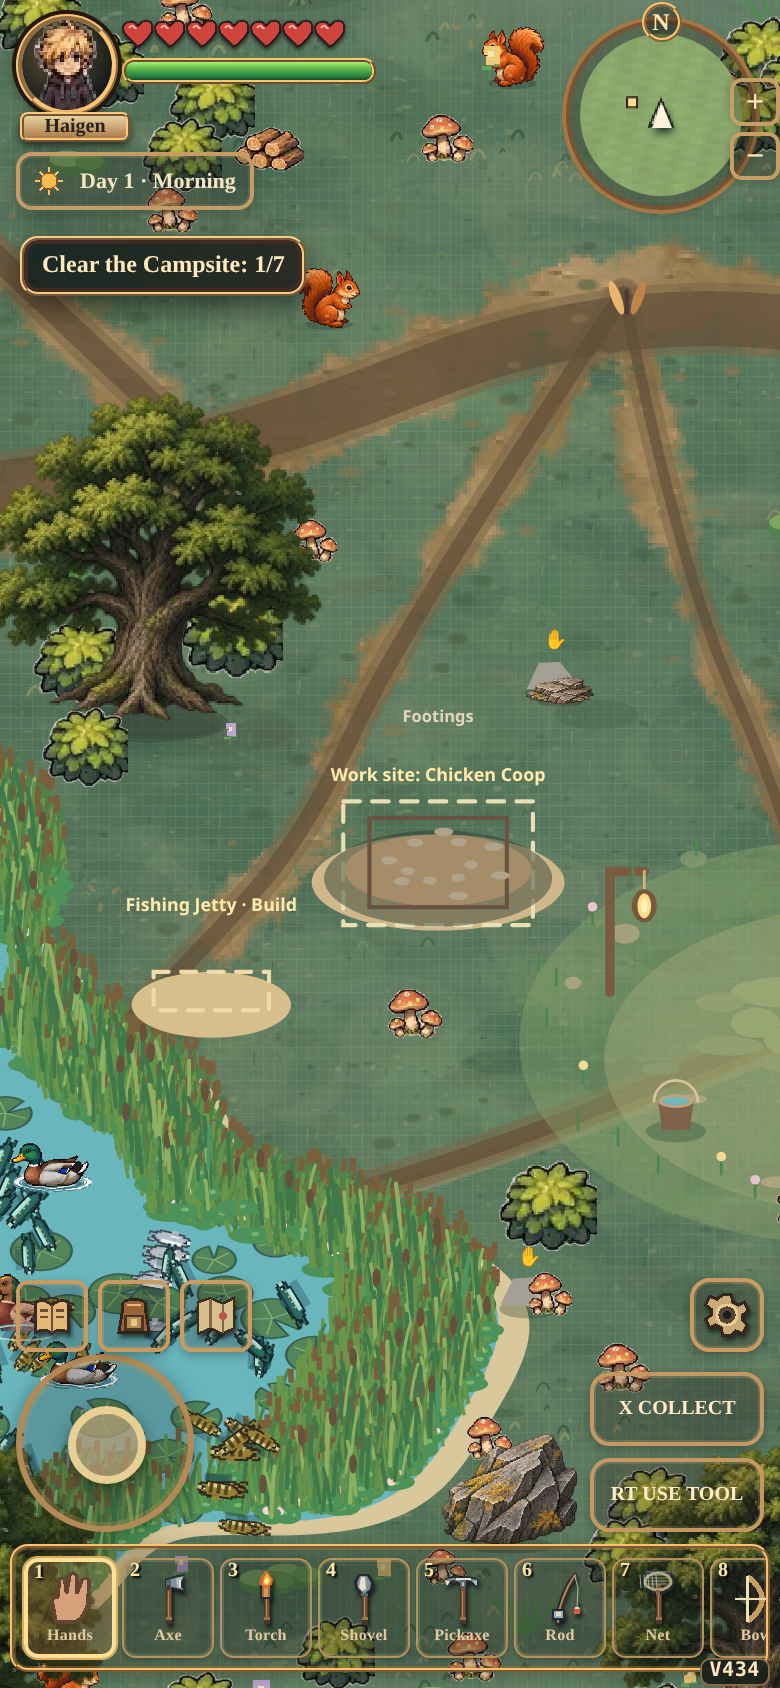 N
Haigen
+
Day 1 · Morning
−
Clear the Campsite: 1/7
Footings
Work site: Chicken Coop
Fishing Jetty · Build
X COLLECT
RT USE TOOL
1 2 3 4 5 6 7 8
Hands Axe Torch Shovel Pickaxe Rod Net Bow
V434